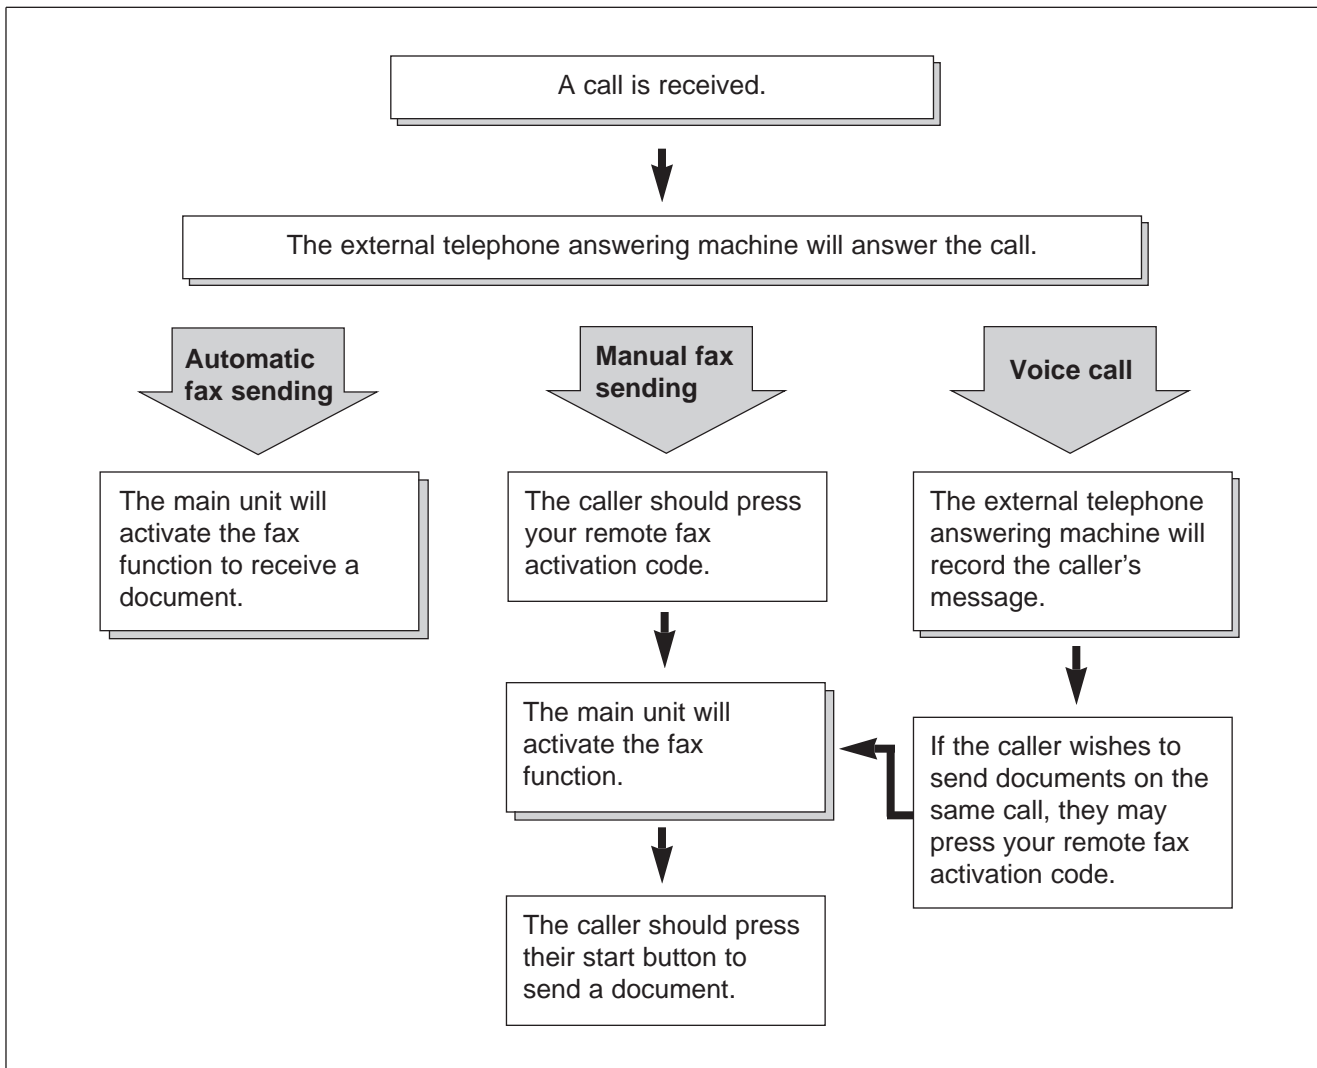 A call is received.
The external telephone answering machine will answer the call.
Automatic
fax sending
Manual fax
sending
Voice call
The main unit will
activate the fax
function to receive a
document.
The caller should press
your remote fax
activation code.
The external telephone
answering machine will
record the caller's
message.
The main unit will
activate the fax
function.
If the caller wishes to
send documents on the
same call, they may
press your remote fax
activation code.
The caller should press
their start button to
send a document.